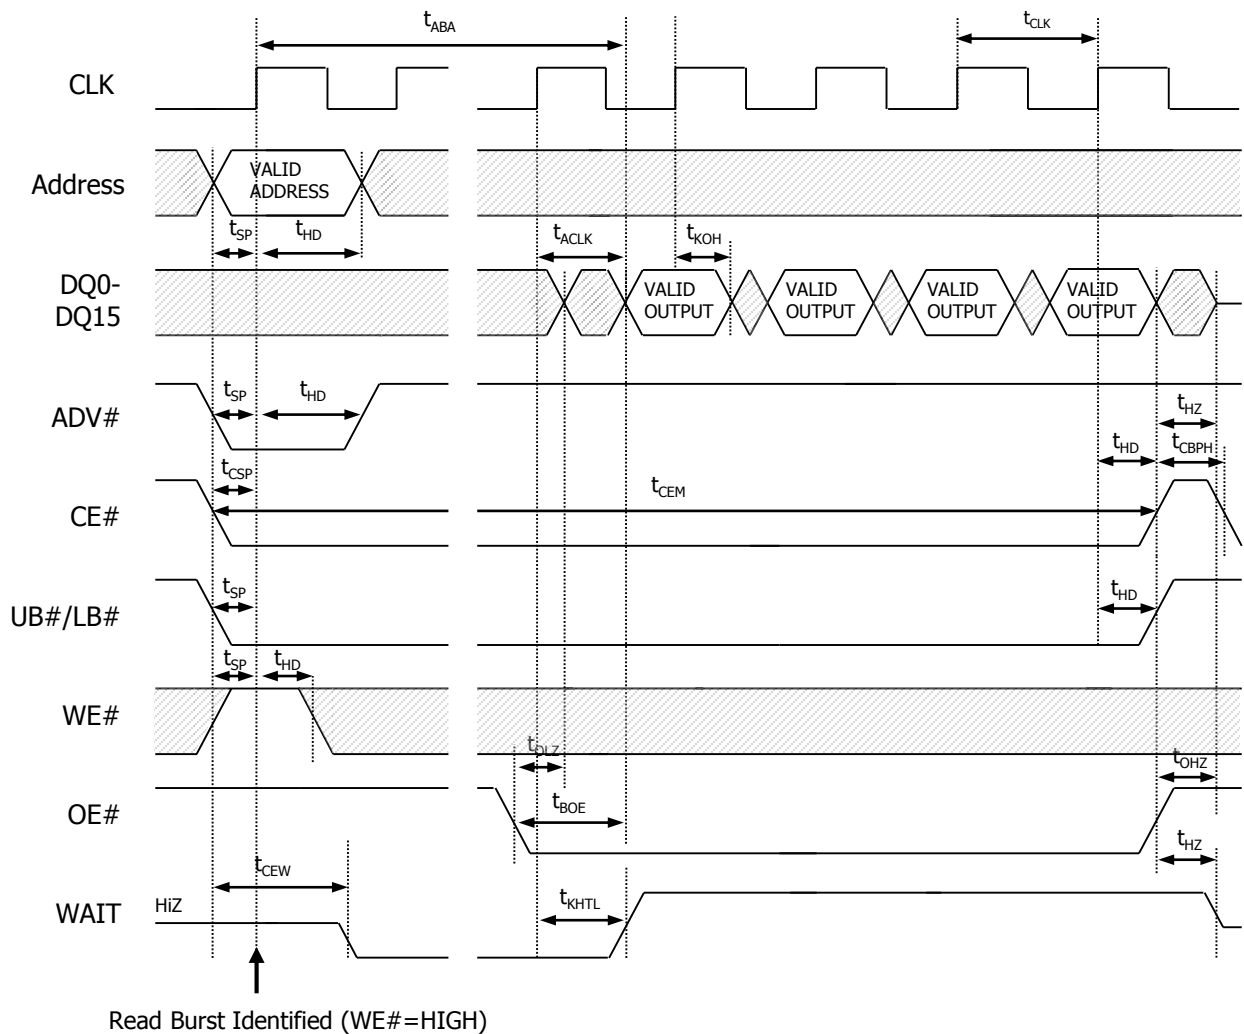 tABA
tCLK
CLK
Address
VALID
ADDRESS
tSP
tHD
tACLK
tKOH
DQ0-
DQ15
VALID
OUTPUT
VALID
OUTPUT
VALID
OUTPUT
VALID
OUTPUT
ADV#
tSP
tHD
tHZ
tHD
tCBPH
CE#
tCSP
tCEM
UB#/LB#
tSP
tHD
tSP
tHD
WE#
tOLZ
tOHZ
OE#
tBOE
tHZ
tCEW
WAIT
HiZ
tKHTL
Read Burst Identified (WE#=HIGH)